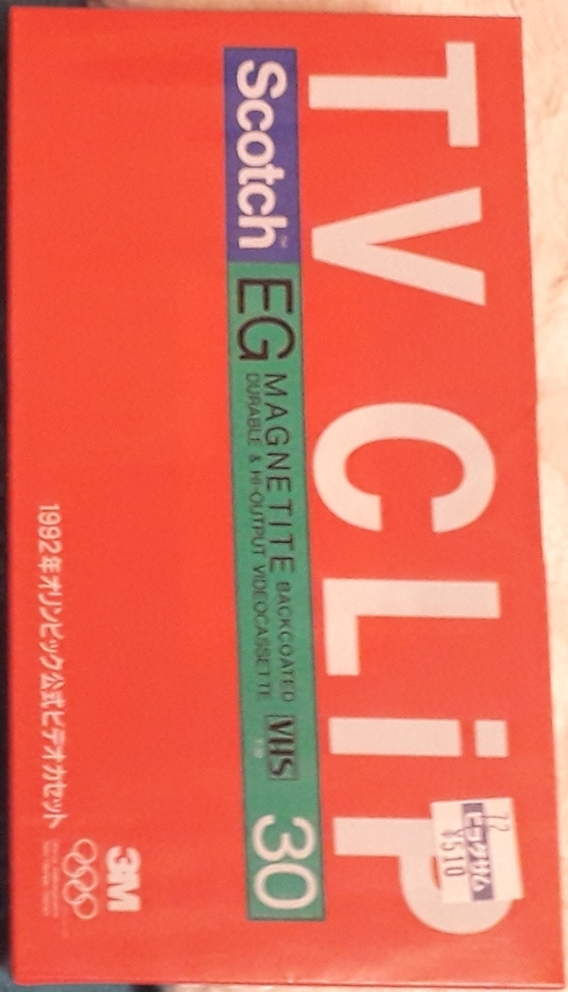 TV CLiP
Scotch™
EG MAGNETITE BACKCOATED VHS 30
DURABLE & HI-OUTPUT VIDEOCASSETTE
1992年オリンピック公式ビデオカセット
3M
¥510